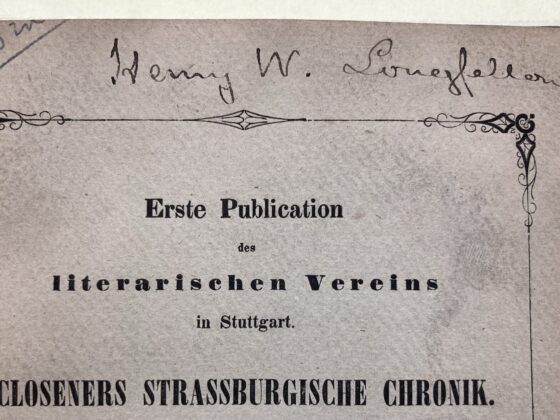 Henry W. Longfellow
Erste Publication
des
literarischen Vereins
in Stuttgart.
CLOSENERS STRASSBURGISCHE CHRONIK.